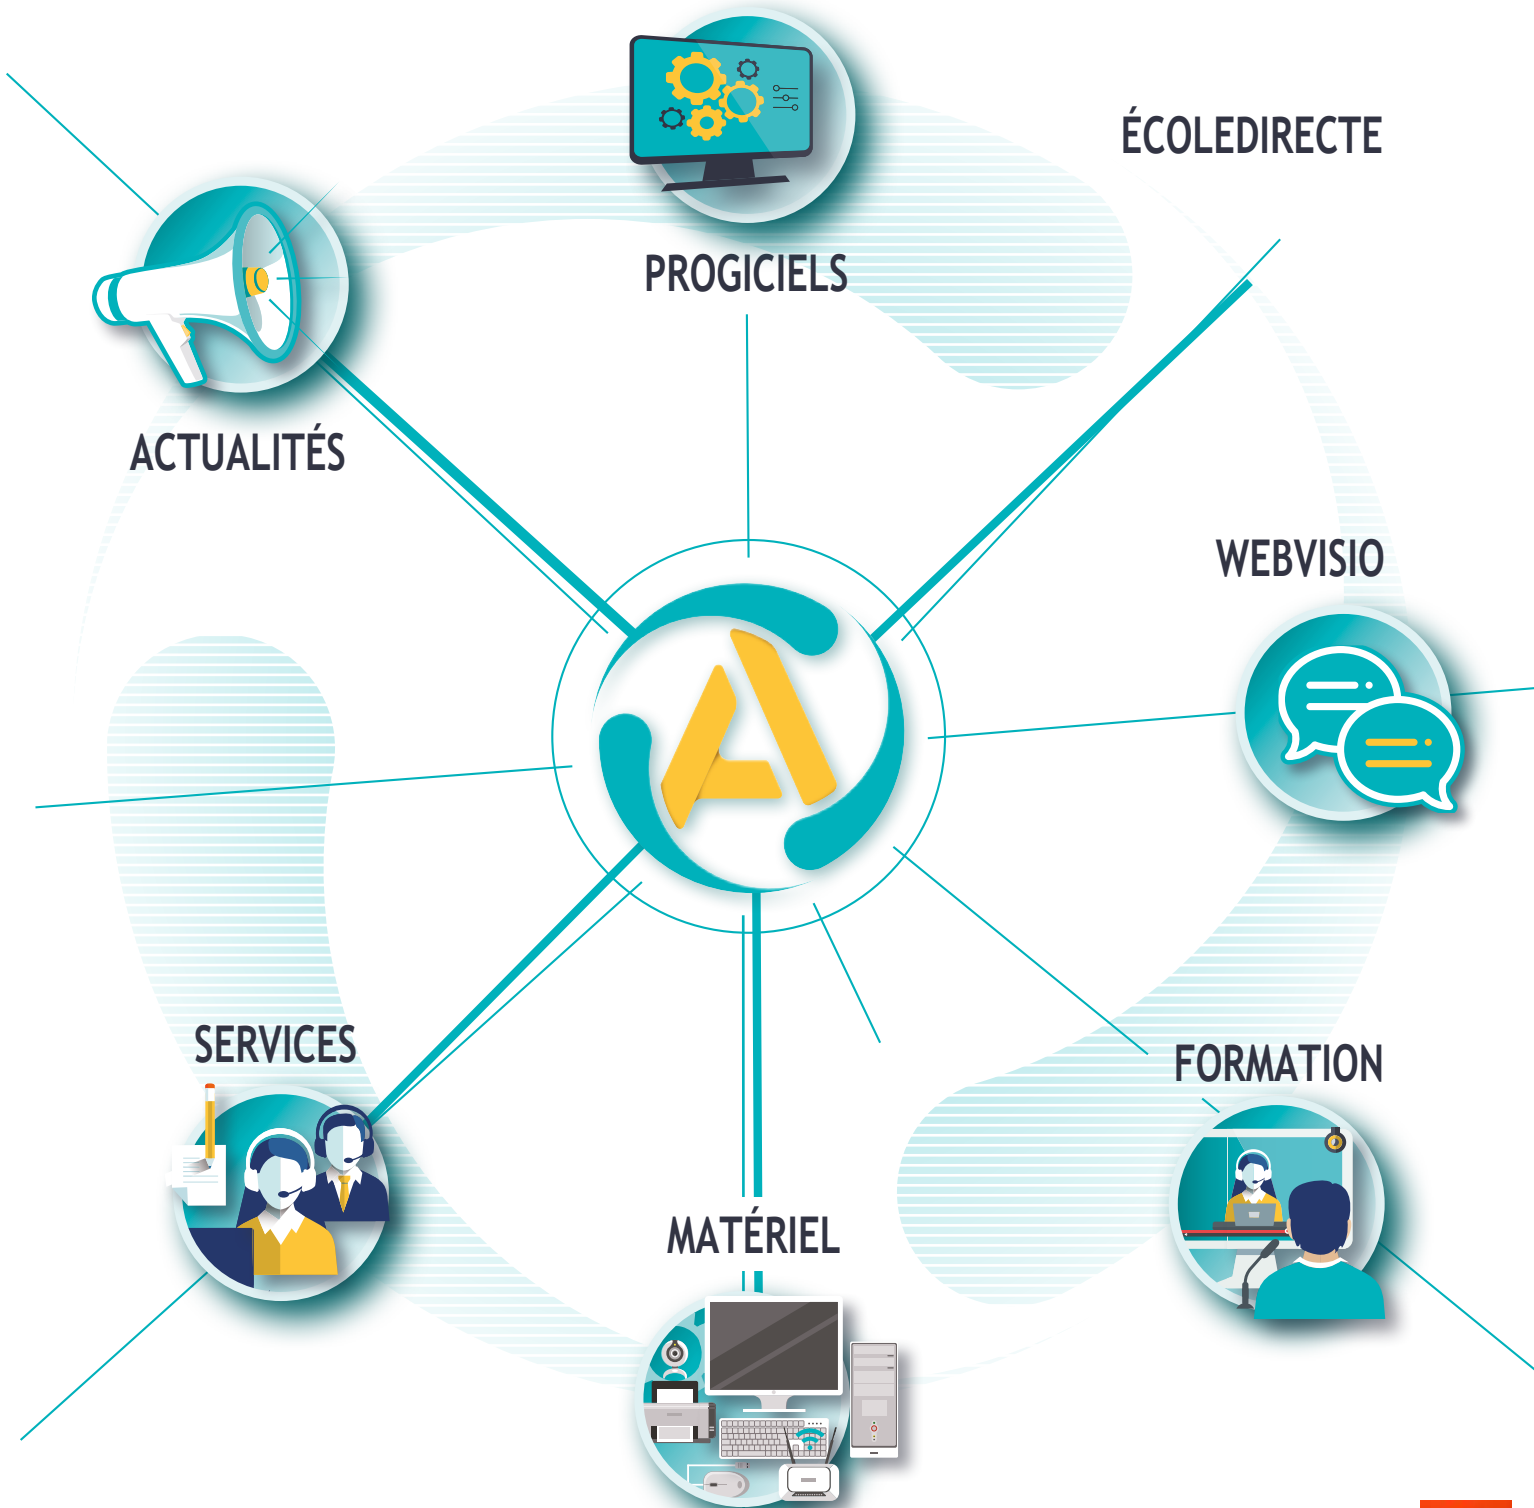 ÉCOLEDIRECTE
PROGICIELS
ACTUALITÉS
WEBVISIO
SERVICES
FORMATION
MATÉRIEL